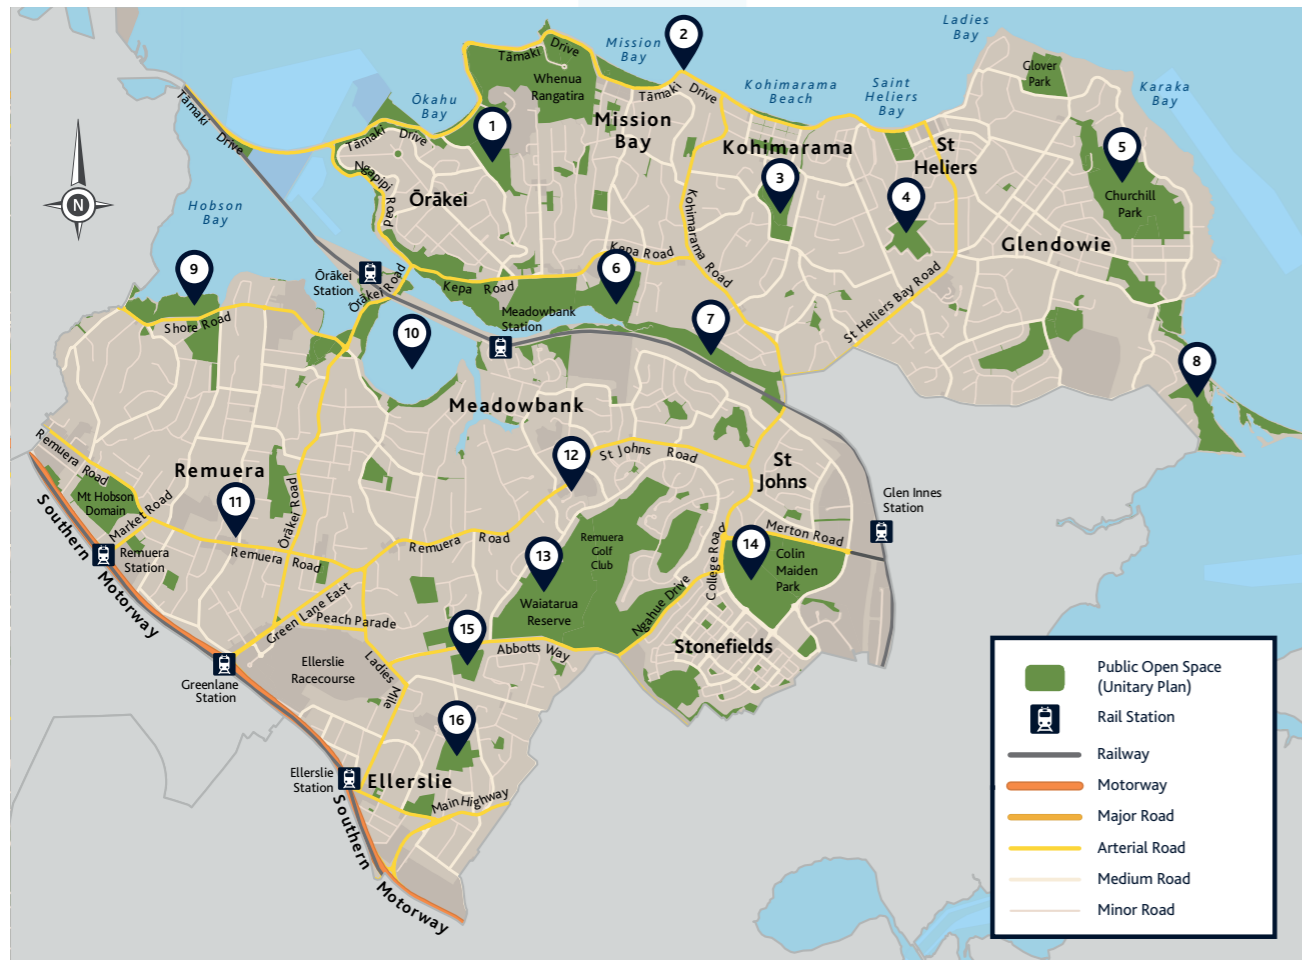 Ladies
Bay
2
Mission
Bay
Tāmaki
Drive
Glover
Park
Whenua
Rangatira
Tāmaki
Drive
Kohimarama
Beach
Saint
Heliers
Bay
Karaka
Bay
Ōkahu
Bay
Tāmaki
Drive
1
Mission
Bay
Tāmaki
Drive
Kohimarama
St
Heliers
5
Ngapipi
Road
3
4
Churchill
Park
Hobson
Bay
N
Ōrākei
Kohimarama Road
Glendowie
Kepa Road
9
Ōrākei
Station
Ōrākei Road
6
Kepa Road
St Heliers Bay Road
Shore Road
10
Meadowbank
Station
7
8
Meadowbank
Remuera Road
Remuera
12
St Johns Road
St
Johns
Mt Hobson
Domain
11
Market Road
Ōrākei Road
Glen Innes
Station
Southern
Motorway
Remuera
Station
Remuera Road
Remuera Road
13
Remuera
Golf
Club
College Road
14
Merton Road
Colin
Maiden
Park
Waiatarua
Reserve
Ngahue Drive
Green Lane East
Peach Parade
15
Abbotts Way
Stonefields
Ladies
Mile
Ellerslie
Racecourse
Greenlane
Station
16
Ellerslie
Station
Ellerslie
Main Highway
Southern
Motorway
Public Open Space
(Unitary Plan)
Rail Station
Railway
Motorway
Major Road
Arterial Road
Medium Road
Minor Road